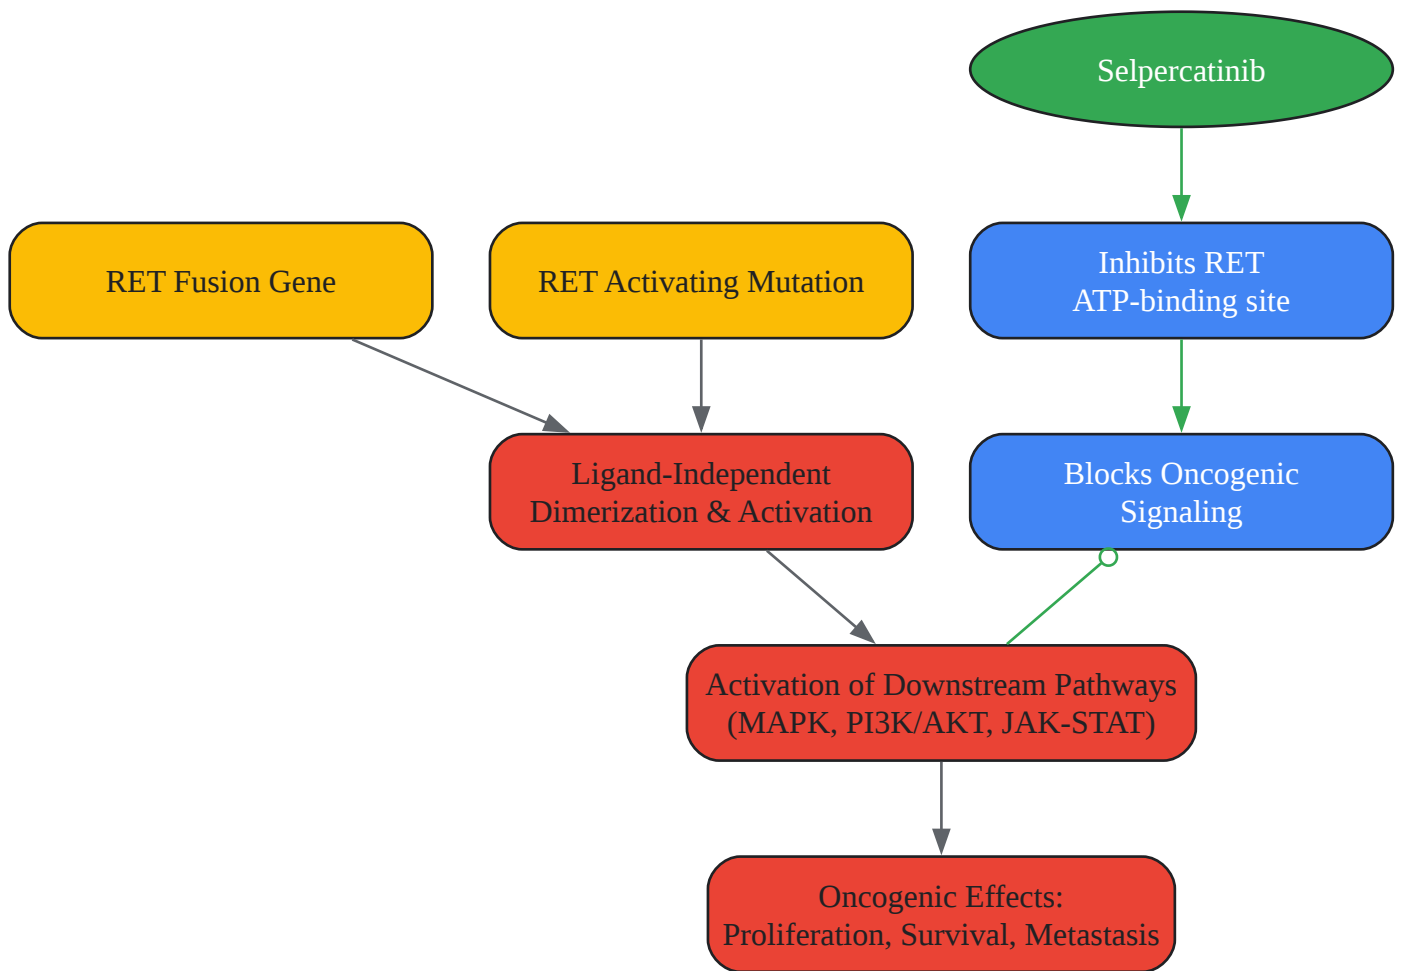 Selpercatinib
RET Fusion Gene
RET Activating Mutation
Inhibits RET
ATP-binding site
Ligand-Independent
Dimerization & Activation
Blocks Oncogenic
Signaling
Activation of Downstream Pathways
(MAPK, PI3K/AKT, JAK-STAT)
Oncogenic Effects:
Proliferation, Survival, Metastasis